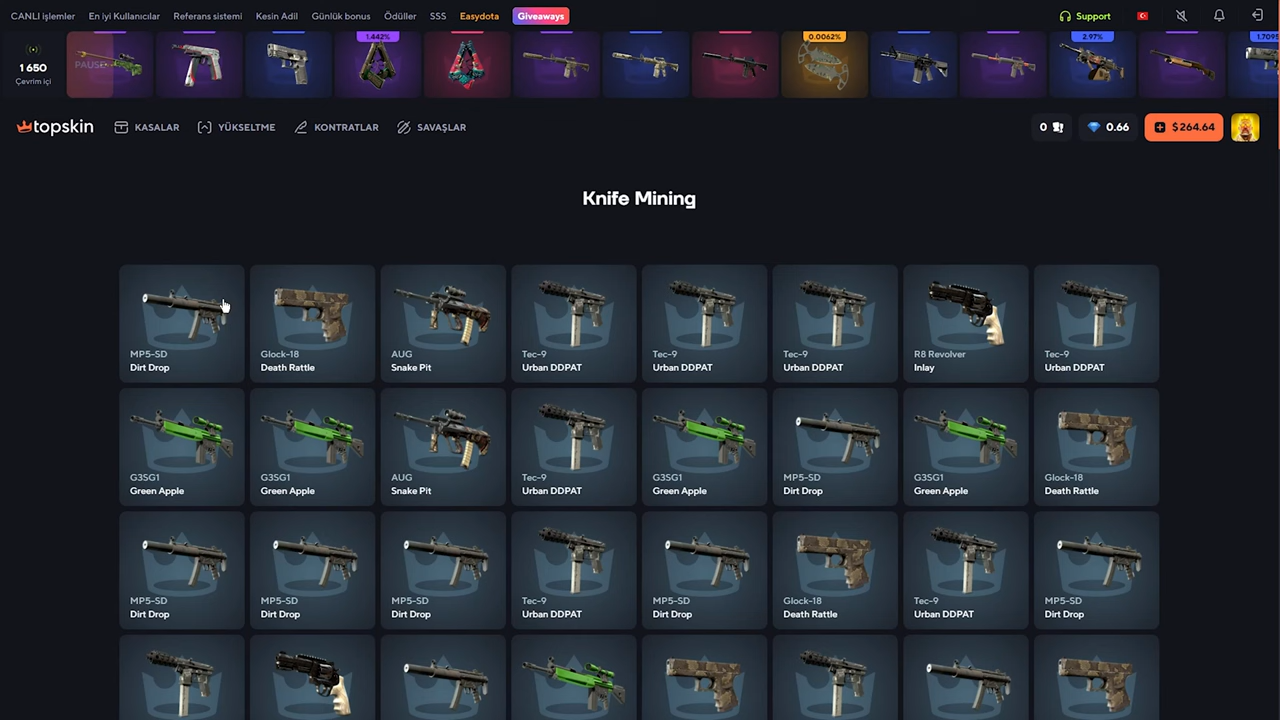 CANLI işlemler En iyi Kullanıcılar Referans sistemi Kesin Adil Günlük bonus Ödüller SSS Easydota Giveaways Support
1.442% 0.0062% 2.97%
1 650
Çevrim içi
PAUSE
topskin KASALAR YÜKSELTME KONTRATLAR SAVAŞLAR 0 0.66 $264.64
Knife Mining
MP5-SD Glock-18 AUG Tec-9 Tec-9 Tec-9 R8 Revolver Tec-9
Dirt Drop Death Rattle Snake Pit Urban DDPAT Urban DDPAT Urban DDPAT Inlay Urban DDPAT
G3SG1 G3SG1 AUG Tec-9 G3SG1 MP5-SD G3SG1 Glock-18
Green Apple Green Apple Snake Pit Urban DDPAT Green Apple Dirt Drop Green Apple Death Rattle
MP5-SD MP5-SD MP5-SD Tec-9 MP5-SD Glock-18 Tec-9 MP5-SD
Dirt Drop Dirt Drop Dirt Drop Urban DDPAT Dirt Drop Death Rattle Urban DDPAT Dirt Drop